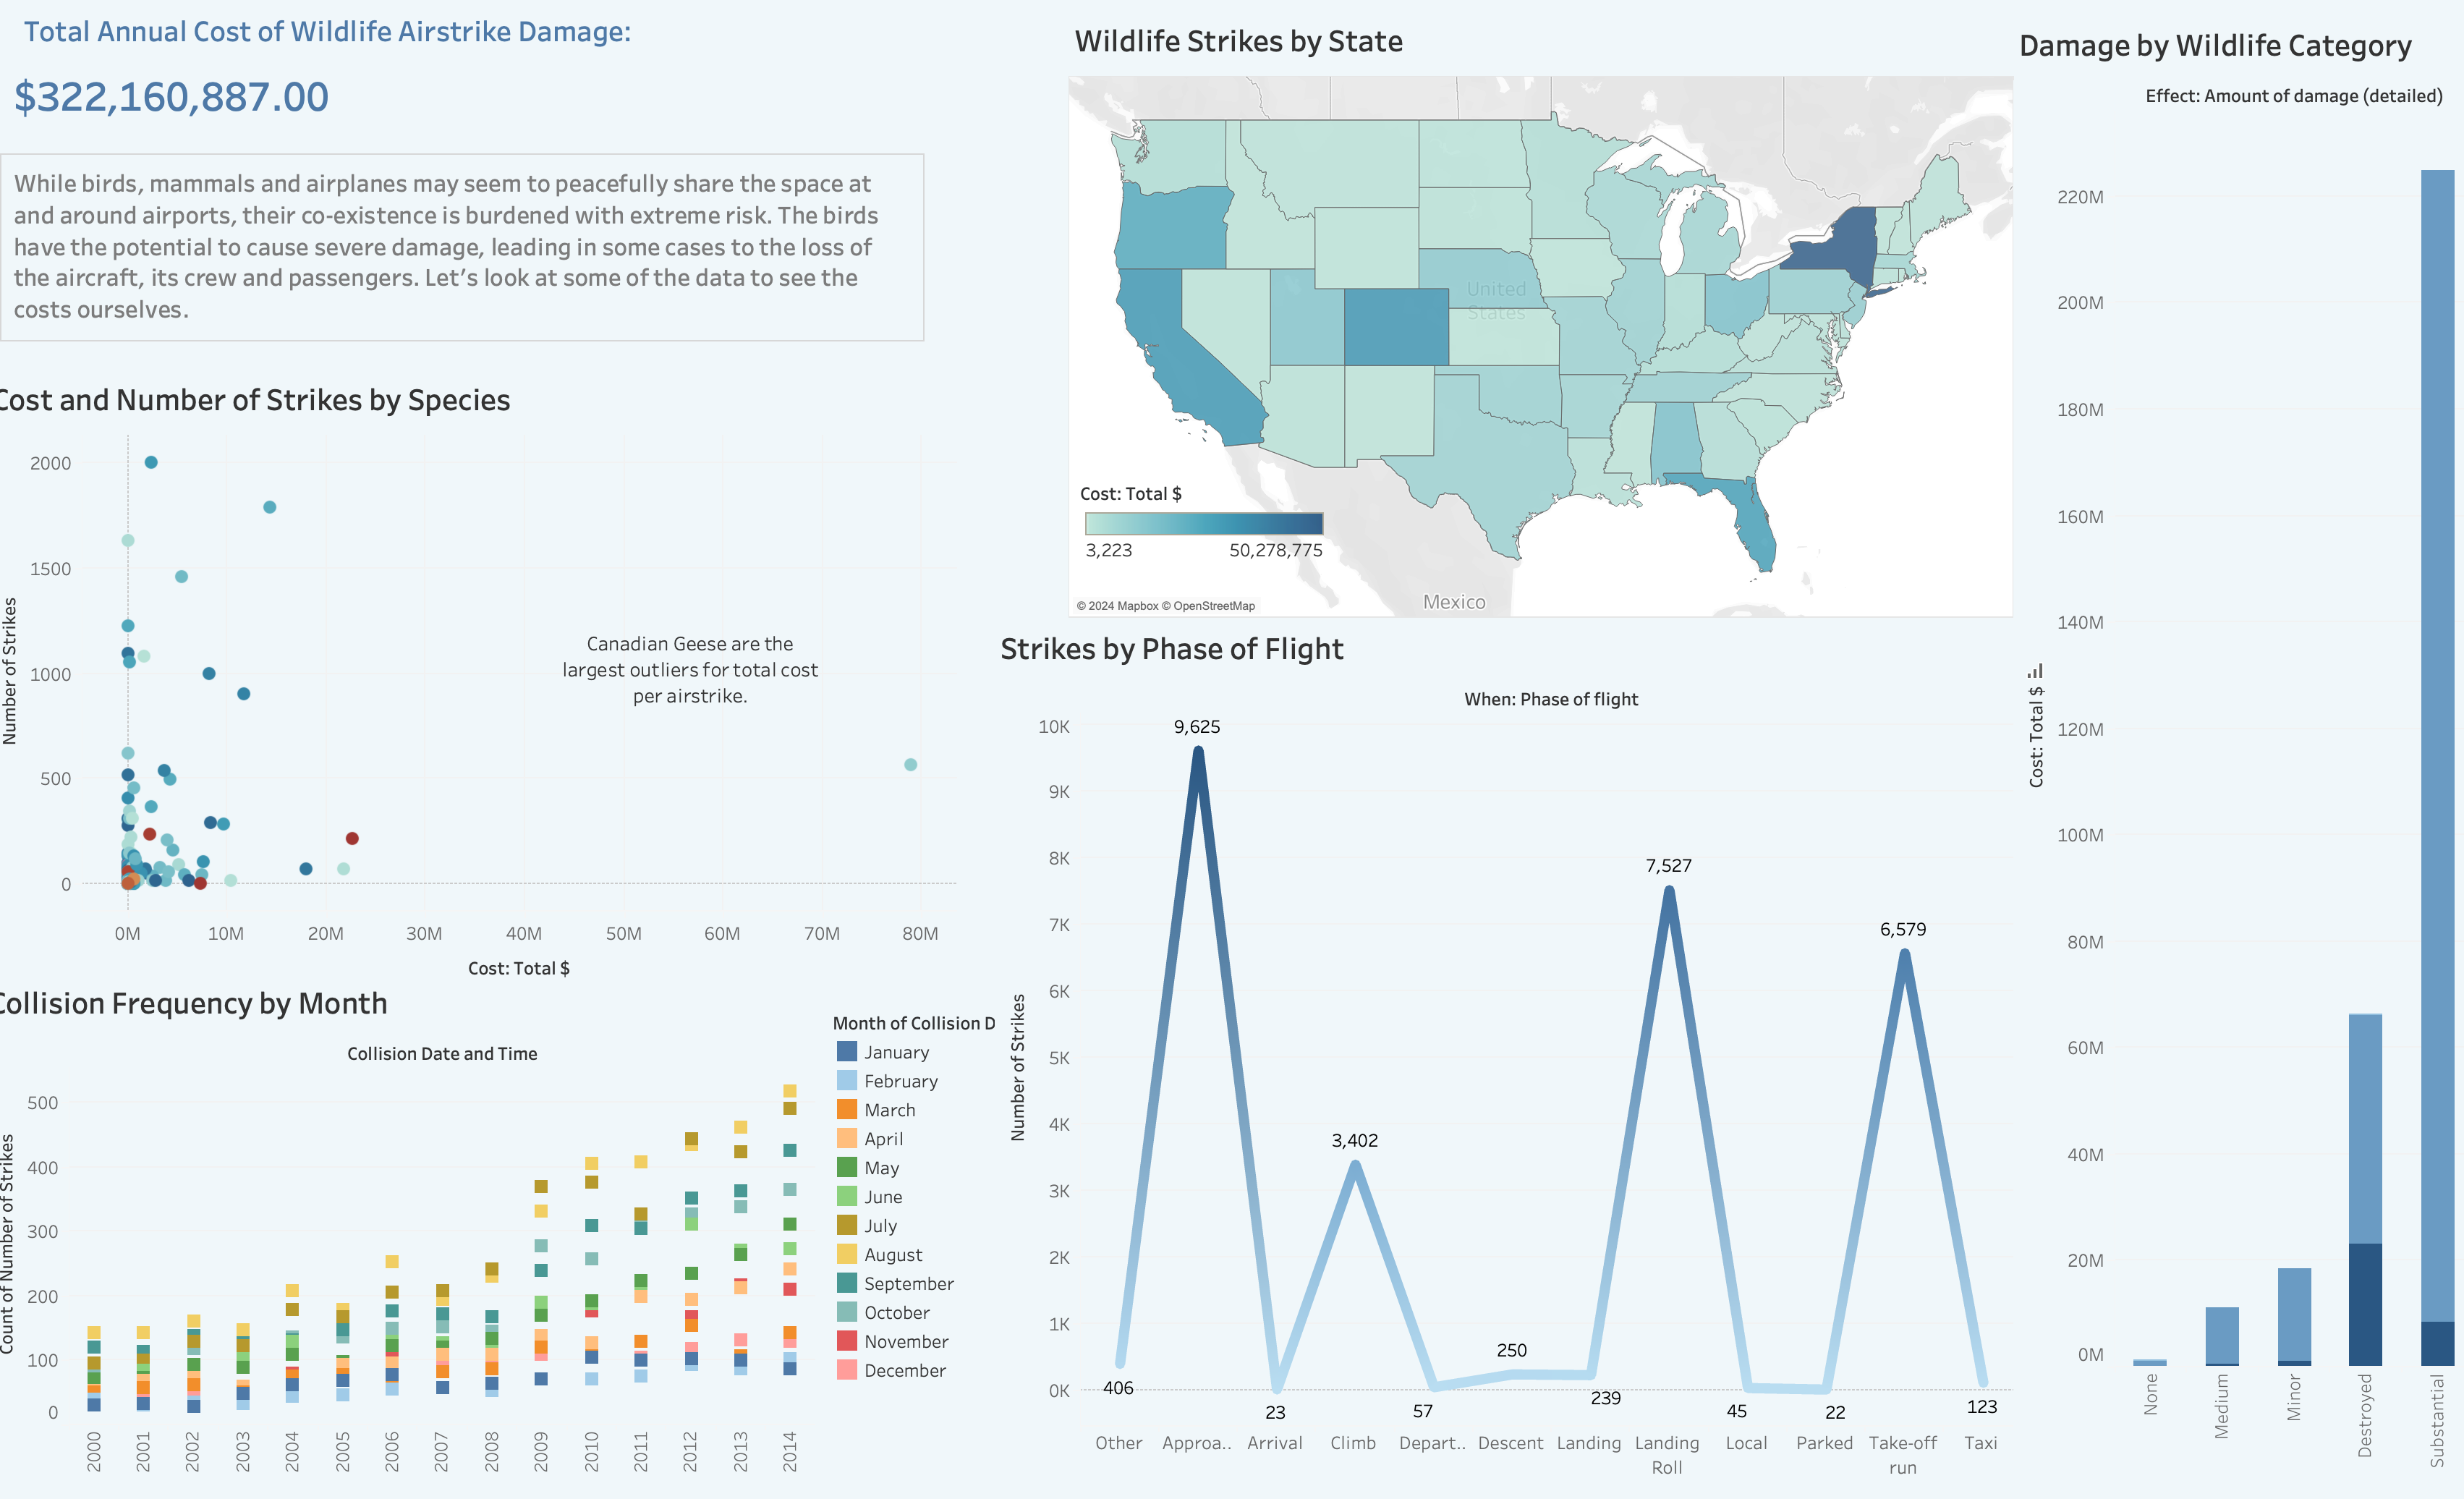 Total Annual Cost of Wildlife Airstrike Damage:
$322,160,887.00
While birds, mammals and airplanes may seem to peacefully share the space at
and around airports, their co-existence is burdened with extreme risk. The birds
have the potential to cause severe damage, leading in some cases to the loss of
the aircraft, its crew and passengers. Let's look at some of the data to see the
costs ourselves.
Cost and Number of Strikes by Species
Number of Strikes
2000
1500
1000
500
0
Canadian Geese are the
largest outliers for total cost
per airstrike.
0M 10M 20M 30M 40M 50M 60M 70M 80M
Cost: Total $
Collision Frequency by Month
Collision Date and Time
Count of Number of Strikes
500
400
300
200
100
0
2000 2001 2002 2003 2004 2005 2006 2007 2008 2009 2010 2011 2012 2013 2014
Month of Collision D
January
February
March
April
May
June
July
August
September
October
November
December
Wildlife Strikes by State
United
States
Mexico
Cost: Total $
3,223 50,278,775
© 2024 Mapbox © OpenStreetMap
Strikes by Phase of Flight
When: Phase of flight
Number of Strikes
10K
9K
8K
7K
6K
5K
4K
3K
2K
1K
0K
9,625
7,527
6,579
3,402
250
406
23
57
239
45
22
123
Other Approa.. Arrival Climb Depart.. Descent Landing Landing Local Parked Take-off Taxi
Roll run
Damage by Wildlife Category
Effect: Amount of damage (detailed)
Cost: Total $
220M
200M
180M
160M
140M
120M
100M
80M
60M
40M
20M
0M
None Medium Minor Destroyed Substantial